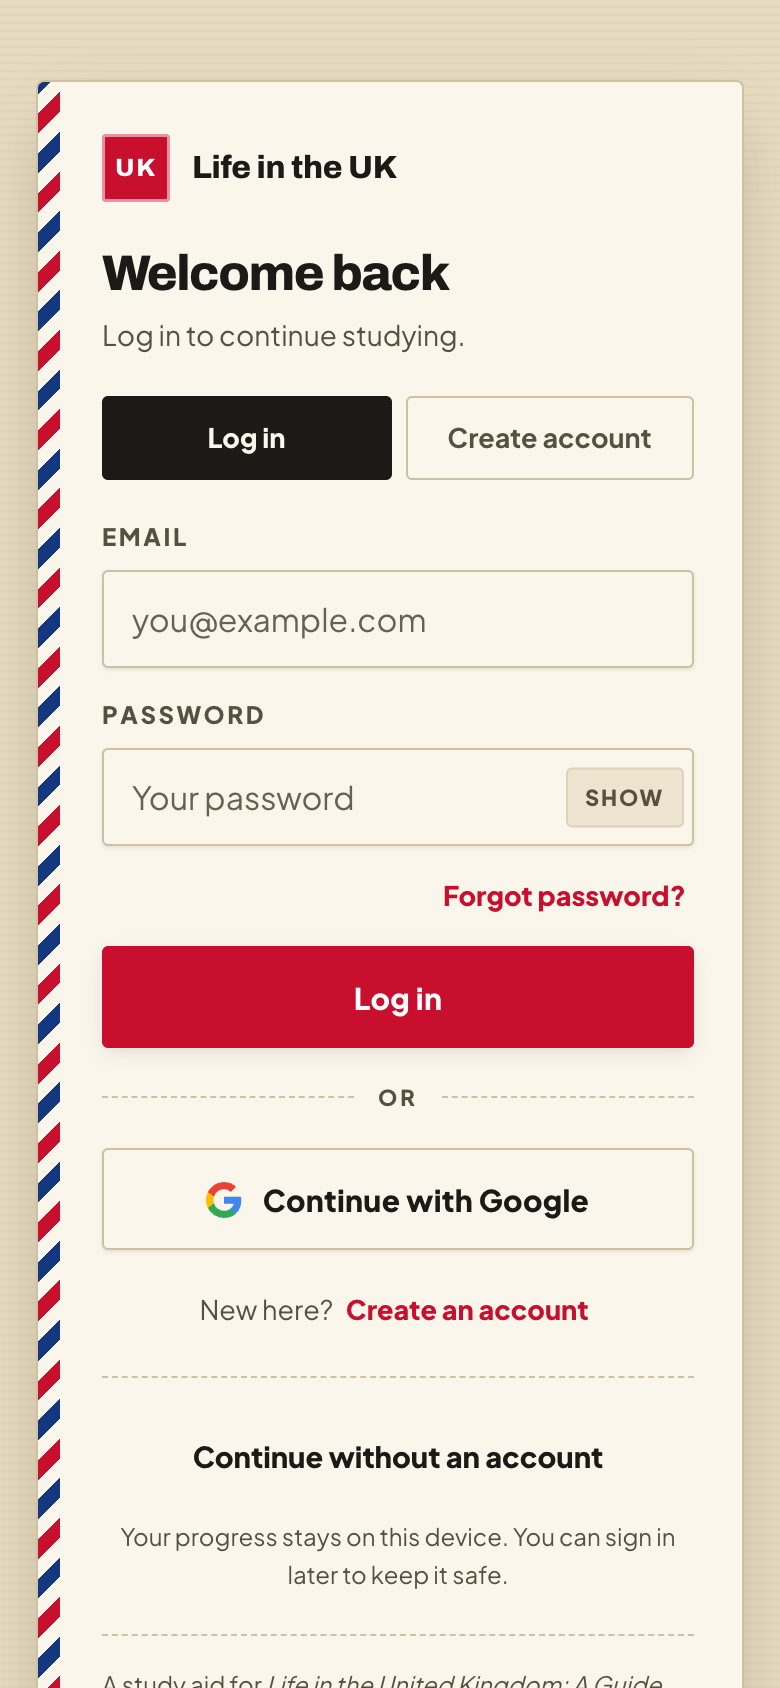 UK
Life in the UK
Welcome back
Log in to continue studying.
Log in
Create account
EMAIL
you@example.com
PASSWORD
Your password
SHOW
Forgot password?
Log in
OR
Continue with Google
New here? Create an account
Continue without an account
Your progress stays on this device. You can sign in
later to keep it safe.
A study aid for Life in the United Kingdom: A Guide